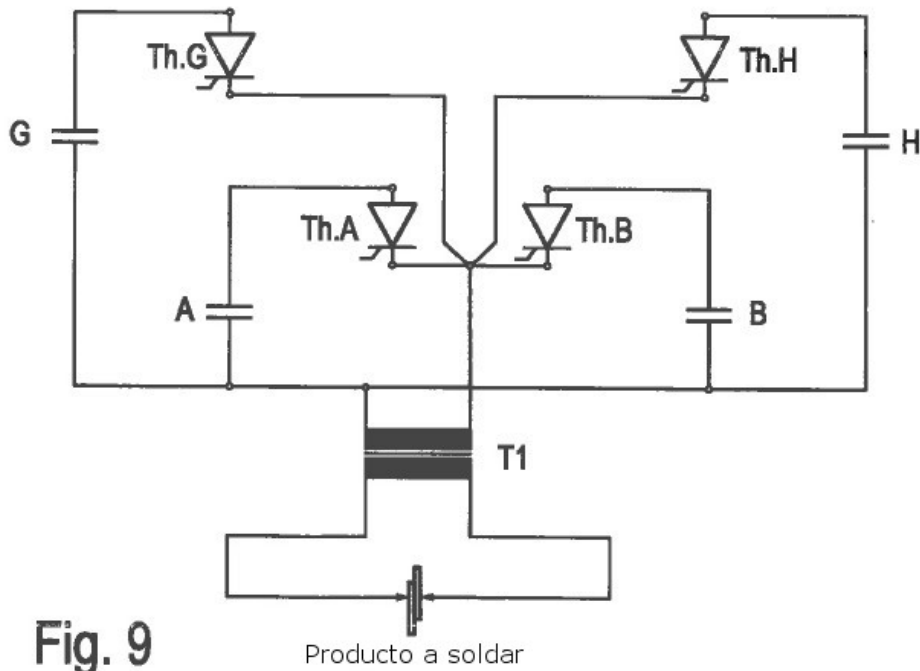 Th.G
Th.H
G
H
Th.A
Th.B
A
B
T1
Fig. 9
Producto a soldar